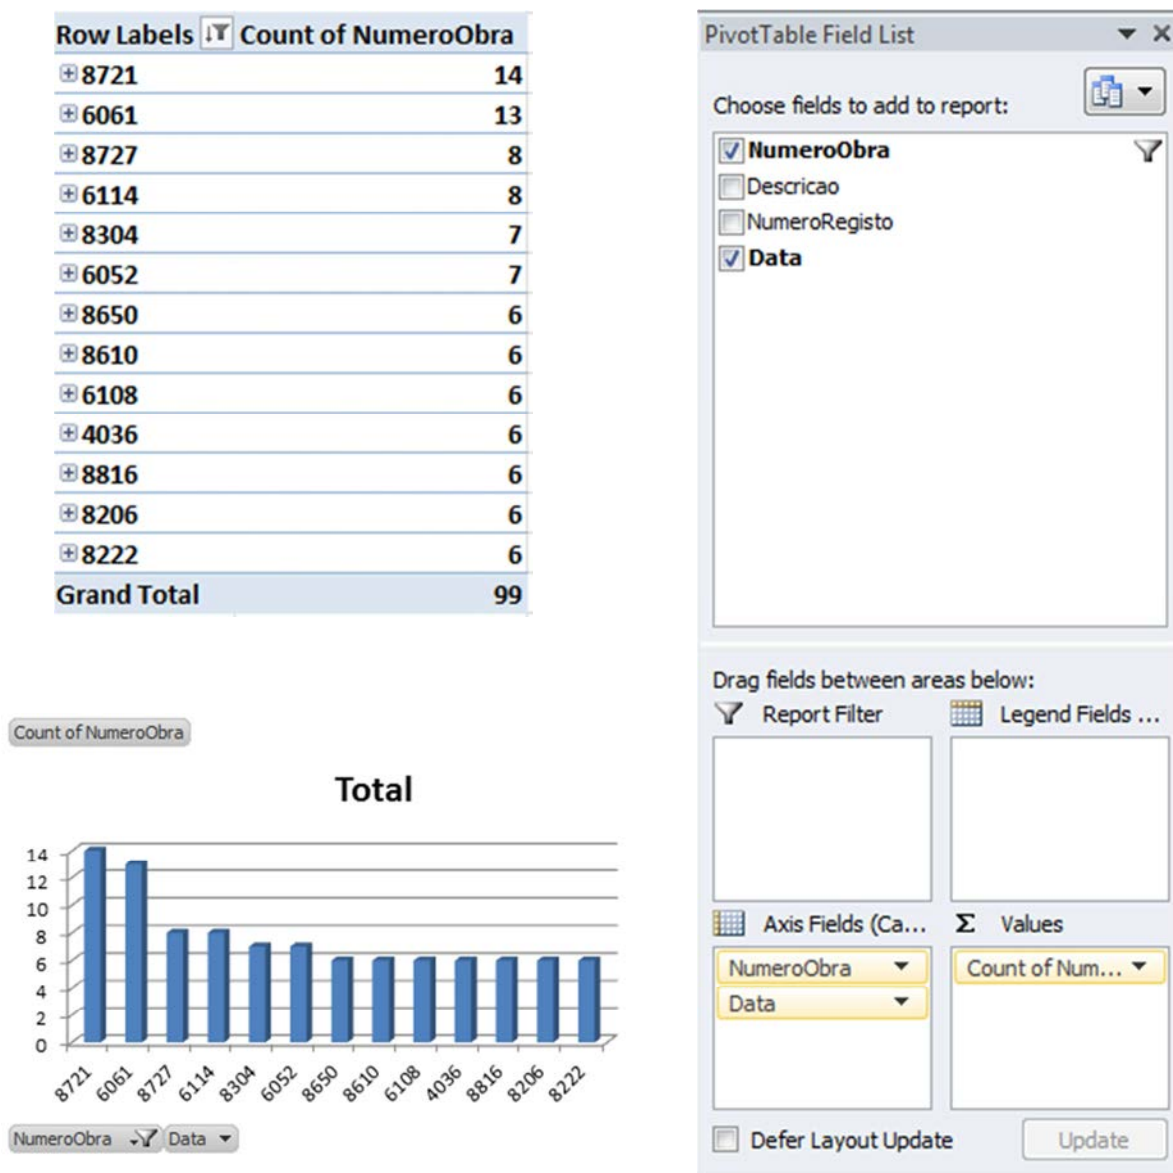 Row Labels Count of NumeroObra
8721 14
6061 13
8727 8
6114 8
8304 7
6052 7
8650 6
8610 6
6108 6
4036 6
8816 6
8206 6
8222 6
Grand Total 99
Count of NumeroObra
Total
14
12
10
8
6
4
2
0
8721 6061 8727 6114 8304 6052 8650 8610 6108 4036 8816 8206 8222
NumeroObra Data
PivotTable Field List
Choose fields to add to report:
NumeroObra
Descricao
NumeroRegisto
Data
Drag fields between areas below:
Report Filter Legend Fields ...
Axis Fields (Ca... Σ Values
NumeroObra Count of Num...
Data
Defer Layout Update Update